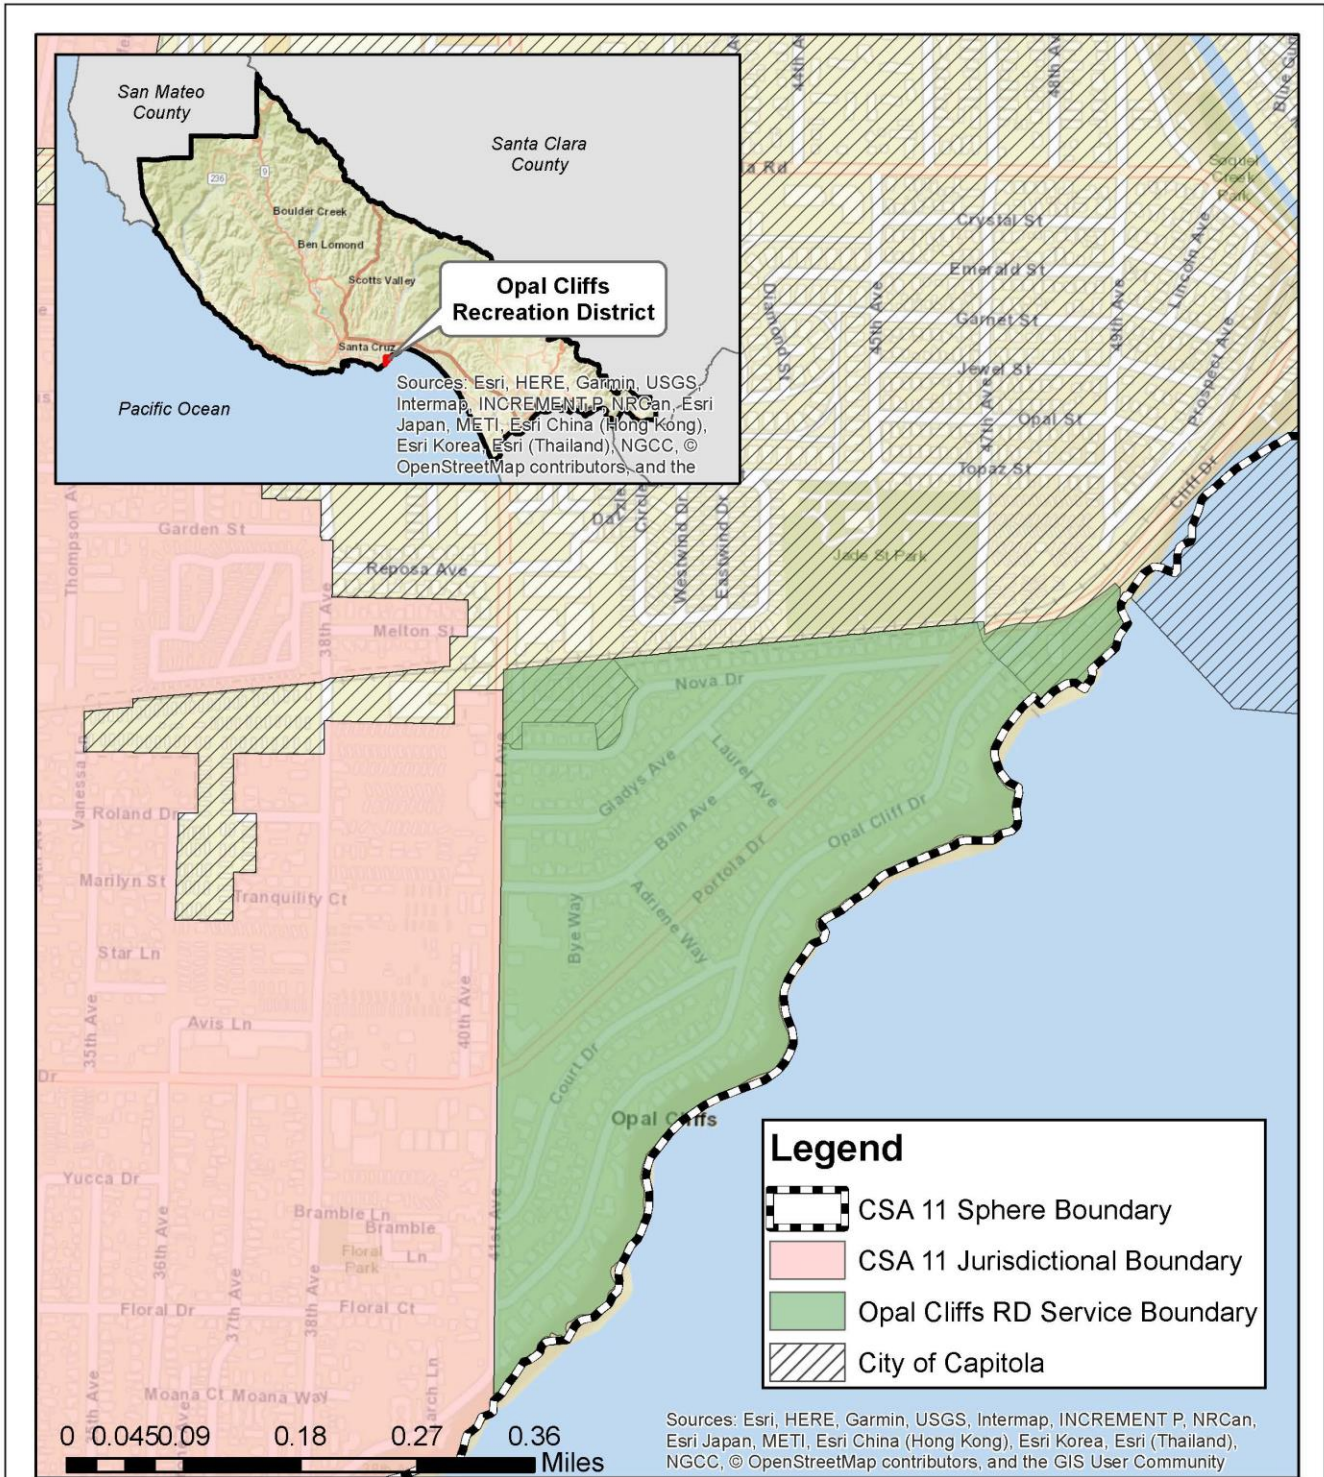 San Mateo
County
Santa Clara
County
236
9
Boulder Creek
Ben Lomond
Scotts Valley
Opal Cliffs
Recreation District
Santa Cruz
Pacific Ocean
Sources: Esri, HERE, Garmin, USGS,
Intermap, INCREMENT P, NRCan, Esri
Japan, METI, Esri China (Hong Kong),
Esri Korea, Esri (Thailand), NGCC, ©
OpenStreetMap contributors, and the
48th Av
Soquel
Creek
Park
Crystal St
Lincoln Ave
Emerald St
Diamond St
45th Ave
49th Ave
Garnet St
Prospect Ave
Jewel St
47th Ave
Opal St
Topaz St
Cliff Dr
Thompson Av
Garden St
Circle
Westwind Dr
Eastwind Dr
Jade St Park
Reposa Ave
38th Ave
Melton St
Nova Dr
41st Ave
Vanessa Ln
Laurel Ave
Gladys Ave
Roland Dr
Bain Ave
Opal Cliff Dr
Marilyn St
Portola Dr
Tranquility Ct
Adriene Way
Bye Way
Star Ln
35th Ave
40th Ave
Avis Ln
Dr
Court Dr
Opal Cliffs
Yucca Dr
36th Ave
Bramble Ln
Bramble
Ln
41st Ave
Floral
Park
37th Ave
38th Ave
Floral Dr
Floral Ct
Moana Ct
Moana Way
Legend
CSA 11 Sphere Boundary
CSA 11 Jurisdictional Boundary
Opal Cliffs RD Service Boundary
City of Capitola
0 0.045 0.09 0.18 0.27 0.36
Miles
Sources: Esri, HERE, Garmin, USGS, Intermap, INCREMENT P, NRCan,
Esri Japan, METI, Esri China (Hong Kong), Esri Korea, Esri (Thailand),
NGCC, © OpenStreetMap contributors, and the GIS User Community